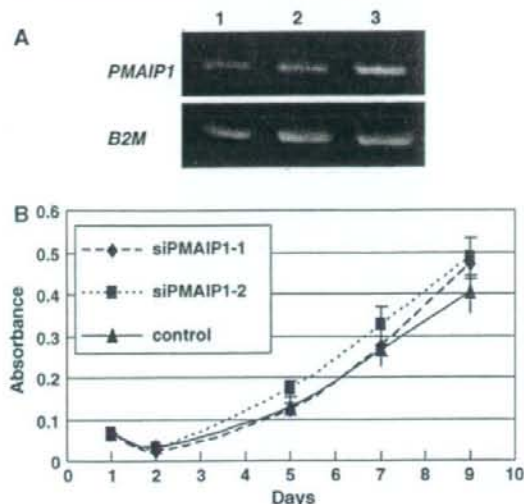 A
1 2 3
PMAIP1
B2M
B
0.6
0.5
0.4
0.3
0.2
0.1
0
Absorbance
siPMAIP1-1
siPMAIP1-2
control
0 1 2 3 4 5 6 7 8 9 10
Days